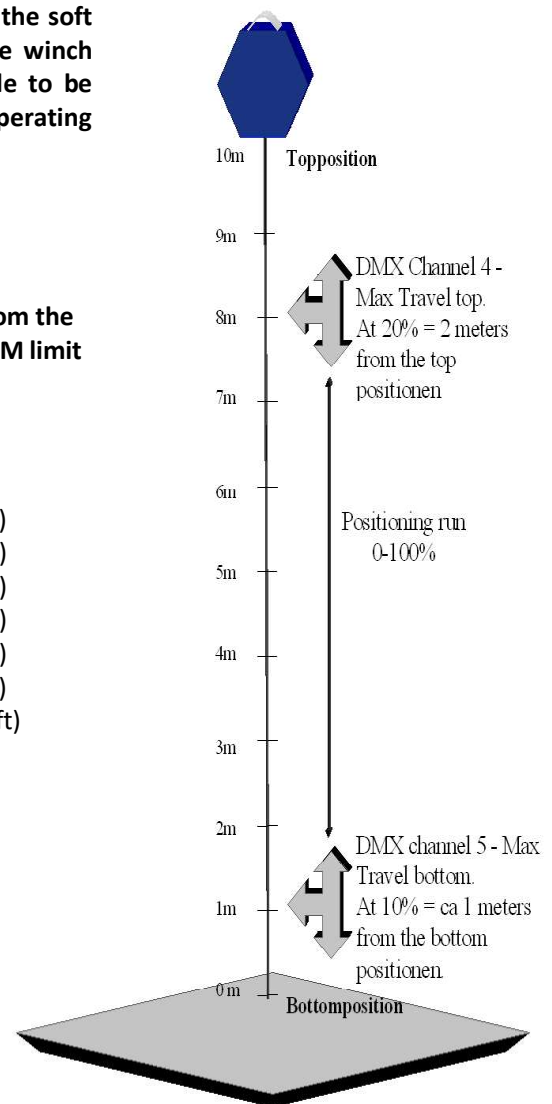 the soft
e winch
le to be
perating
om the
M limit
)
)
)
)
)
)
ft)
10m Topposition
9m
DMX Channel 4 -
Max Travel top.
8m At 20% = 2 meters
from the top
7m positionen
6m
Positioning run
0-100%
5m
4m
3m
2m
DMX channel 5 - Max
Travel bottom.
1m At 10% = ca 1 meters
from the bottom
positionen.
0 m Bottomposition